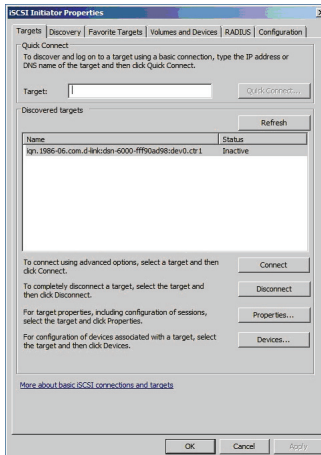 iSCSI Initiator Properties
Targets Discovery Favorite Targets Volumes and Devices RADIUS Configuration
Quick Connect
To discover and log on to a target using a basic connection, type the IP address or
DNS name of the target and then click Quick Connect.
Target:
Quick Connect...
Discovered targets
Refresh
Name Status
iqn.1986-06.com.d-link:dsn-6000-fff90ad98:dev0.ctr1 Inactive
To connect using advanced options, select a target and then
click Connect.
Connect
To completely disconnect a target, select the target and
then click Disconnect.
Disconnect
For target properties, including configuration of sessions,
select the target and click Properties.
Properties...
For configuration of devices associated with a target, select
the target and then click Devices.
Devices...
More about basic iSCSI connections and targets
OK Cancel Apply